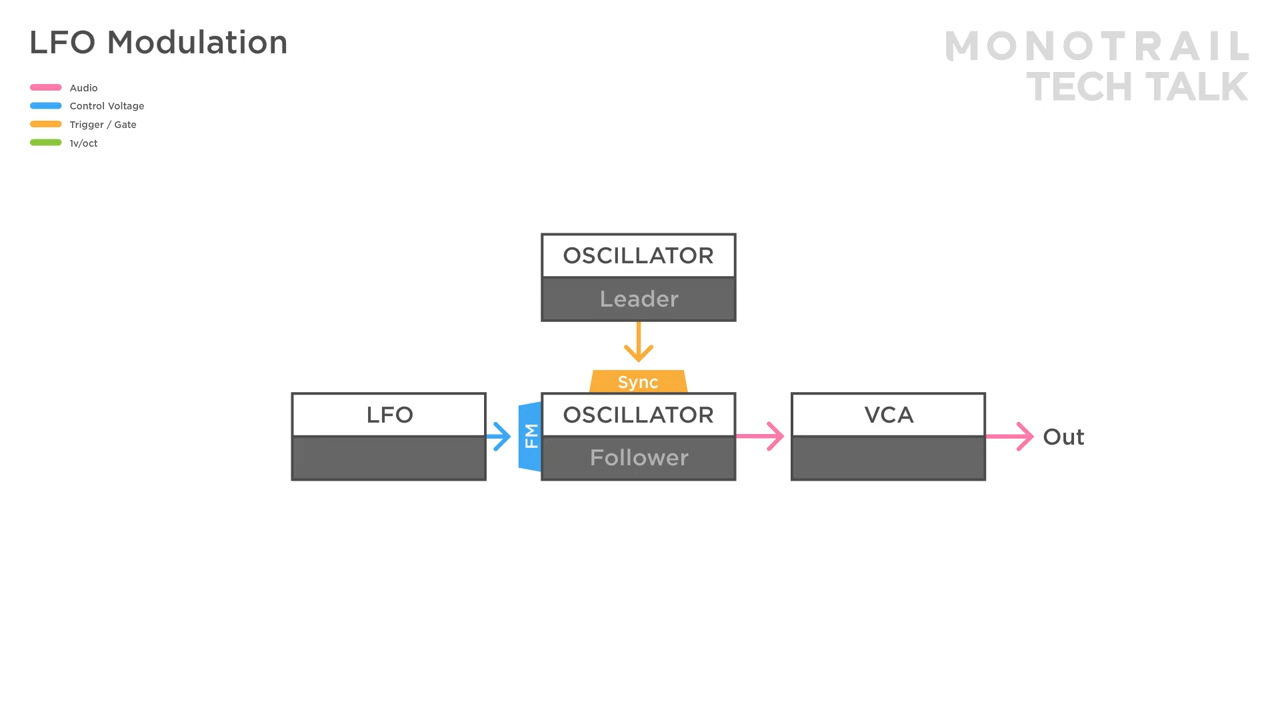 LFO Modulation
MONOTRAIL
TECH TALK
Audio
Control Voltage
Trigger / Gate
1v/oct
OSCILLATOR
Leader
Sync
LFO
FM
OSCILLATOR
Follower
VCA
Out